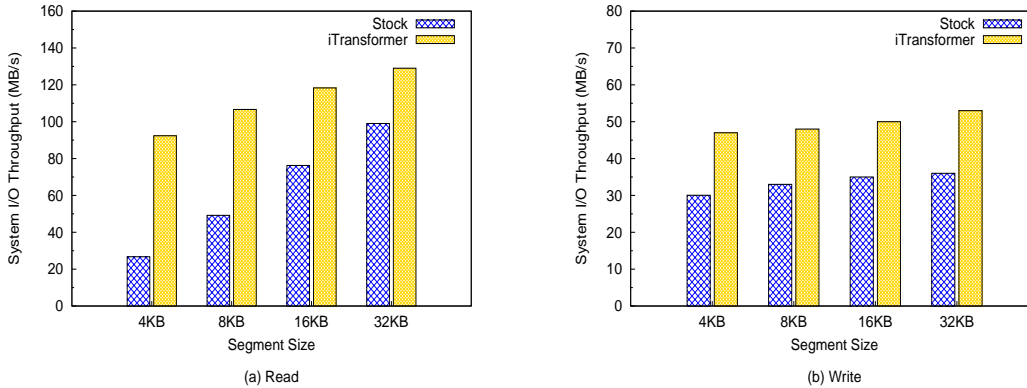 160
140
120
100
80
60
40
20
0
System I/O Throughput (MB/s)
Stock
iTransformer
4KB 8KB 16KB 32KB
Segment Size
(a) Read
80
70
60
50
40
30
20
10
0
System I/O Throughput (MB/s)
Stock
iTransformer
4KB 8KB 16KB 32KB
Segment Size
(b) Write